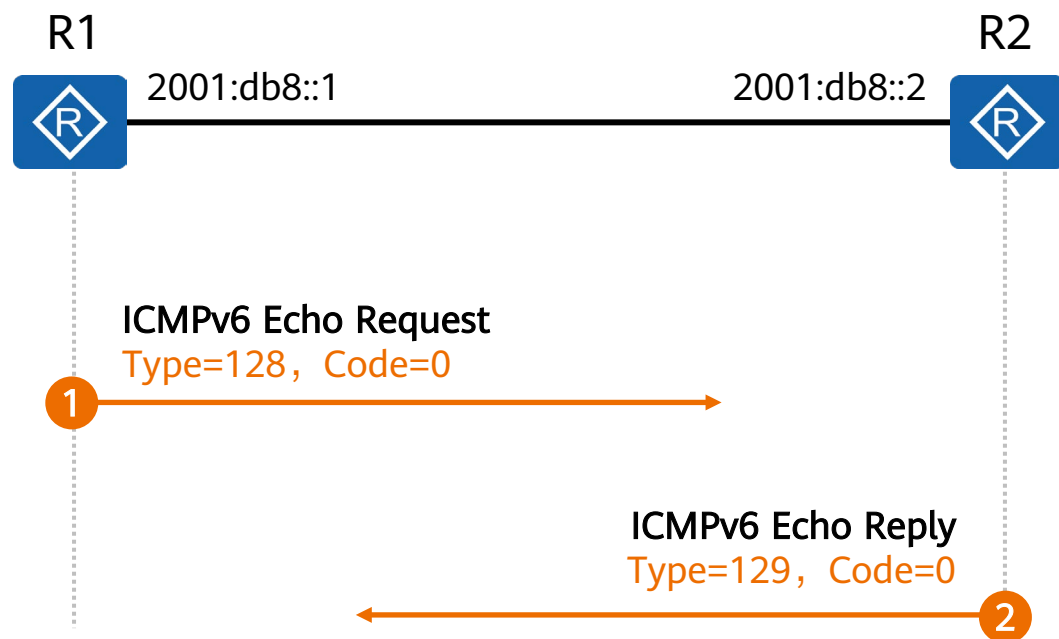 R1
R2
2001:db8::1
2001:db8::2
R
R
ICMPv6 Echo Request
Type=128，Code=0
1
ICMPv6 Echo Reply
Type=129，Code=0
2